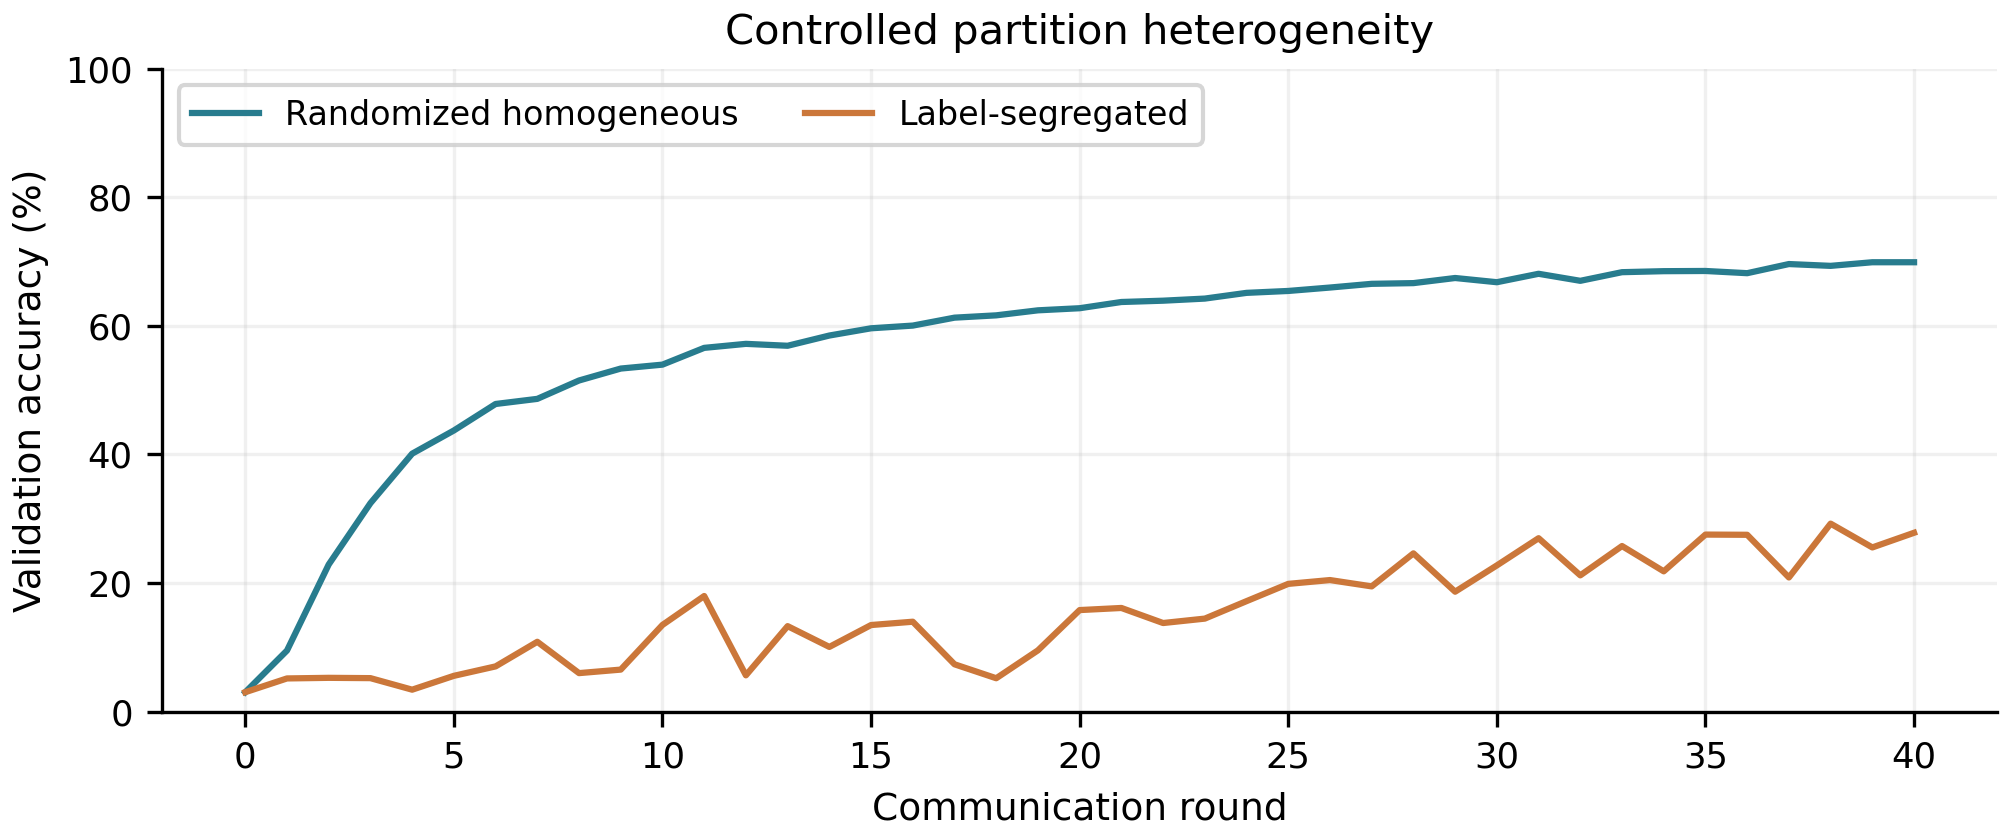 Controlled partition heterogeneity
Randomized homogeneous
Label-segregated
Validation accuracy (%)
100
80
60
40
20
0
0 5 10 15 20 25 30 35 40
Communication round